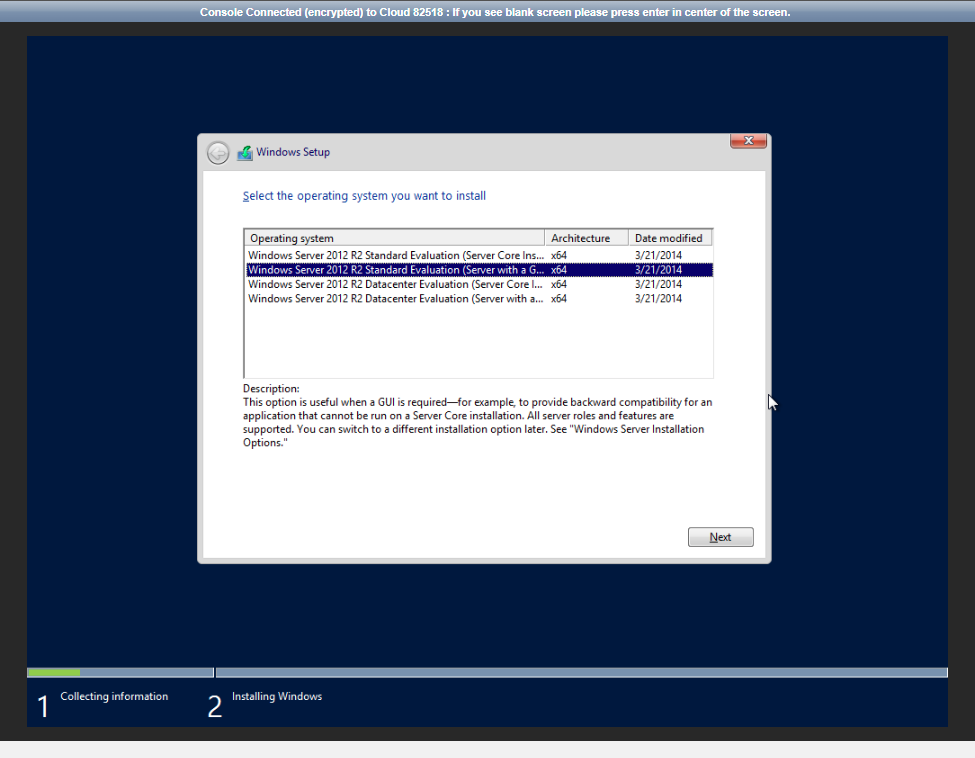 Console Connected (encrypted) to Cloud 82518 : If you see blank screen please press enter in center of the screen.
Windows Setup
Select the operating system you want to install
Operating system Architecture Date modified
Windows Server 2012 R2 Standard Evaluation (Server Core Ins... x64 3/21/2014
Windows Server 2012 R2 Standard Evaluation (Server with a G... x64 3/21/2014
Windows Server 2012 R2 Datacenter Evaluation (Server Core I... x64 3/21/2014
Windows Server 2012 R2 Datacenter Evaluation (Server with a... x64 3/21/2014
Description:
This option is useful when a GUI is required—for example, to provide backward compatibility for an
application that cannot be run on a Server Core installation. All server roles and features are
supported. You can switch to a different installation option later. See "Windows Server Installation
Options."
Next
1 Collecting information 2 Installing Windows